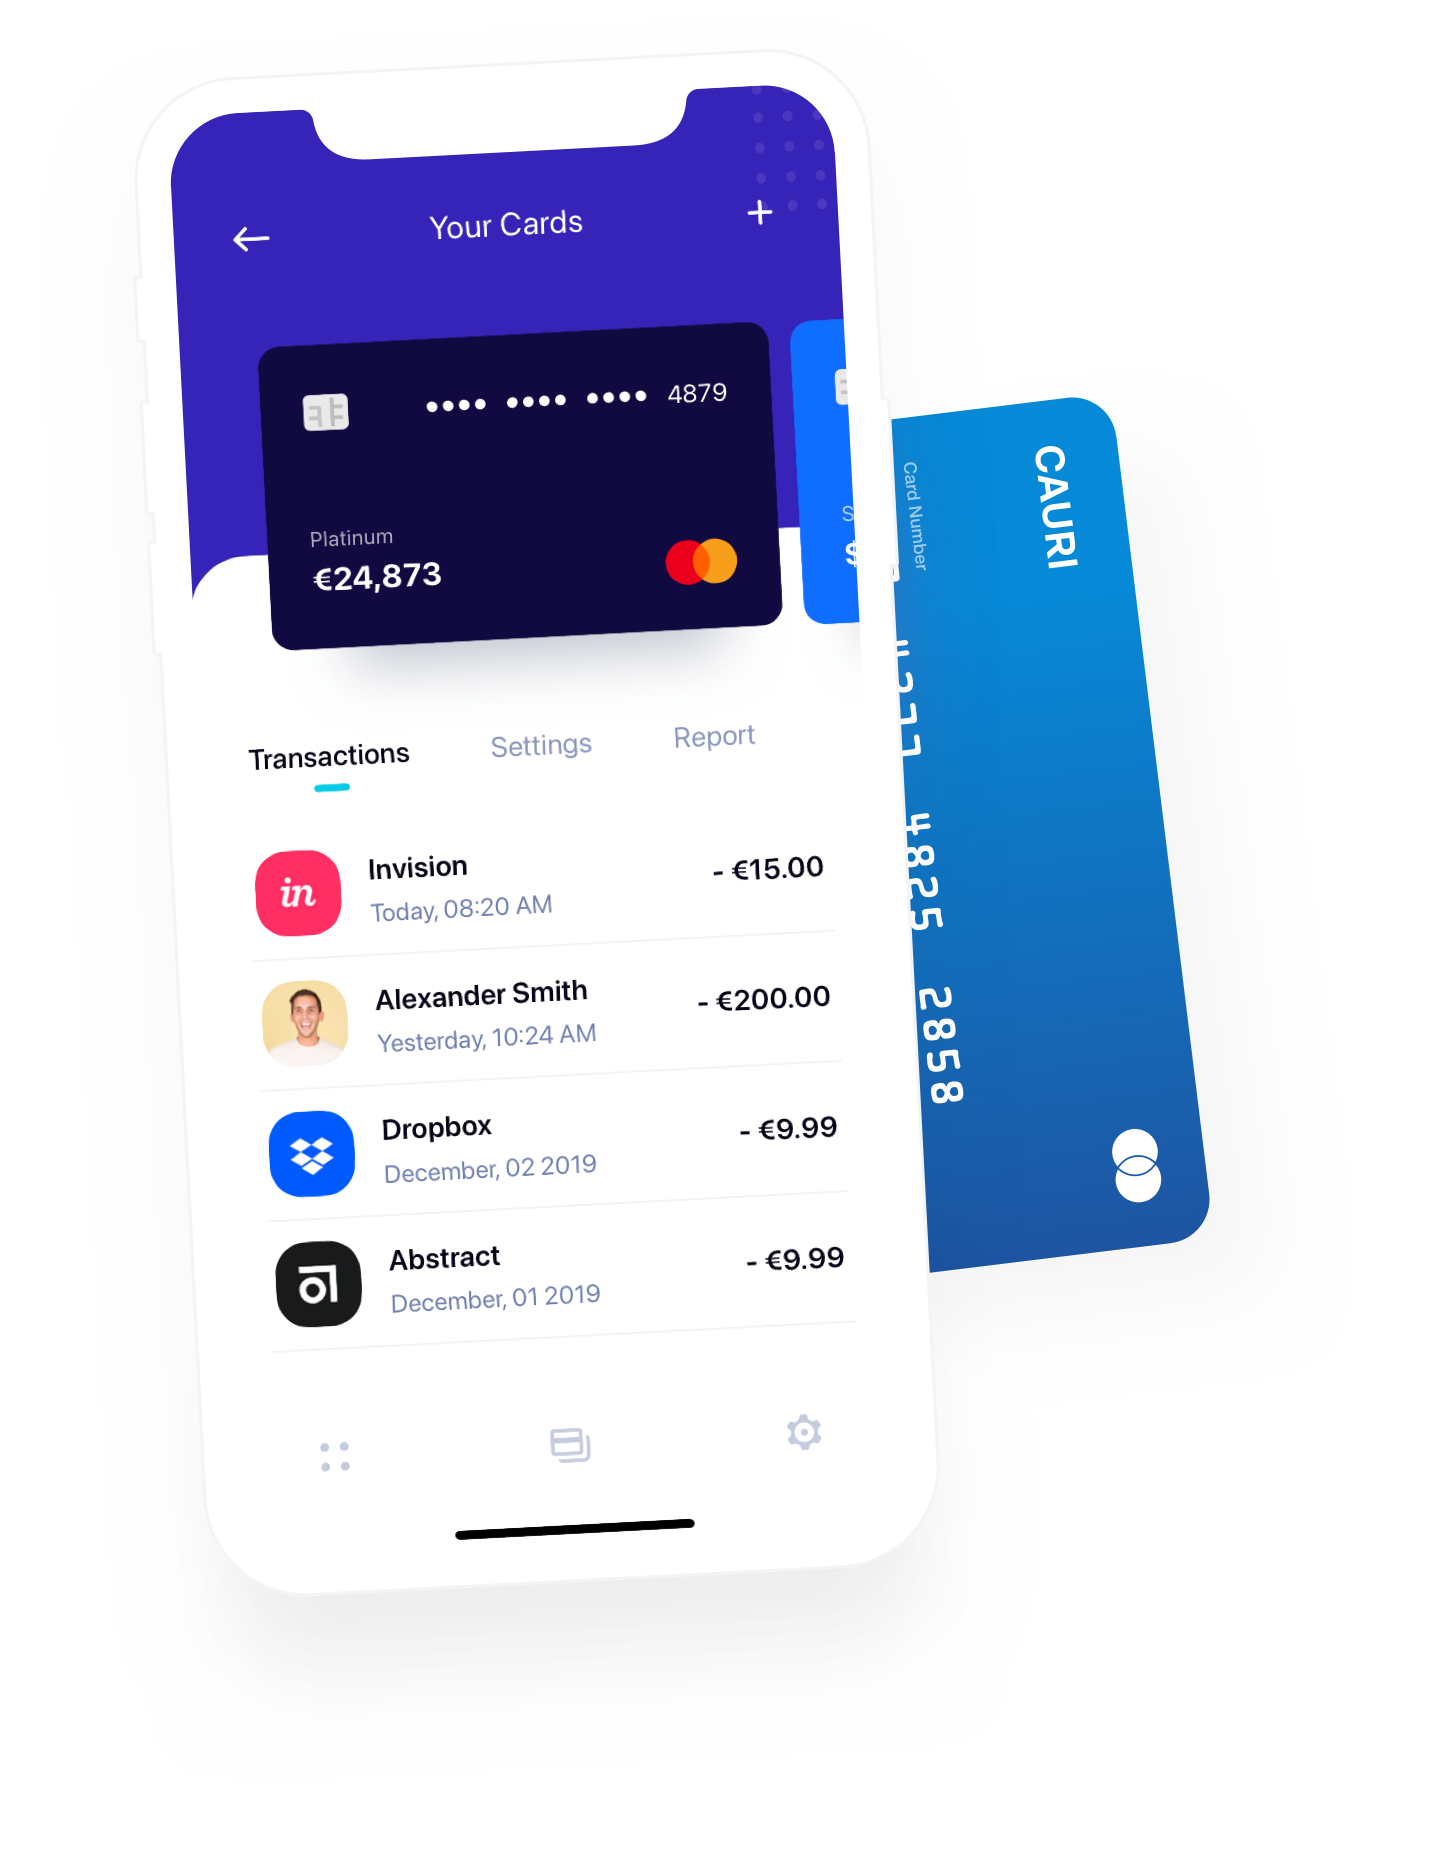 Your Cards
4879
Platinum
€24,873
Transactions
Settings
Report
in
Invision
- €15.00
Today, 08:20 AM
Alexander Smith
- €200.00
Yesterday, 10:24 AM
Dropbox
- €9.99
December, 02 2019
Abstract
- €9.99
December, 01 2019
CAURI
Card Number
4825 2858